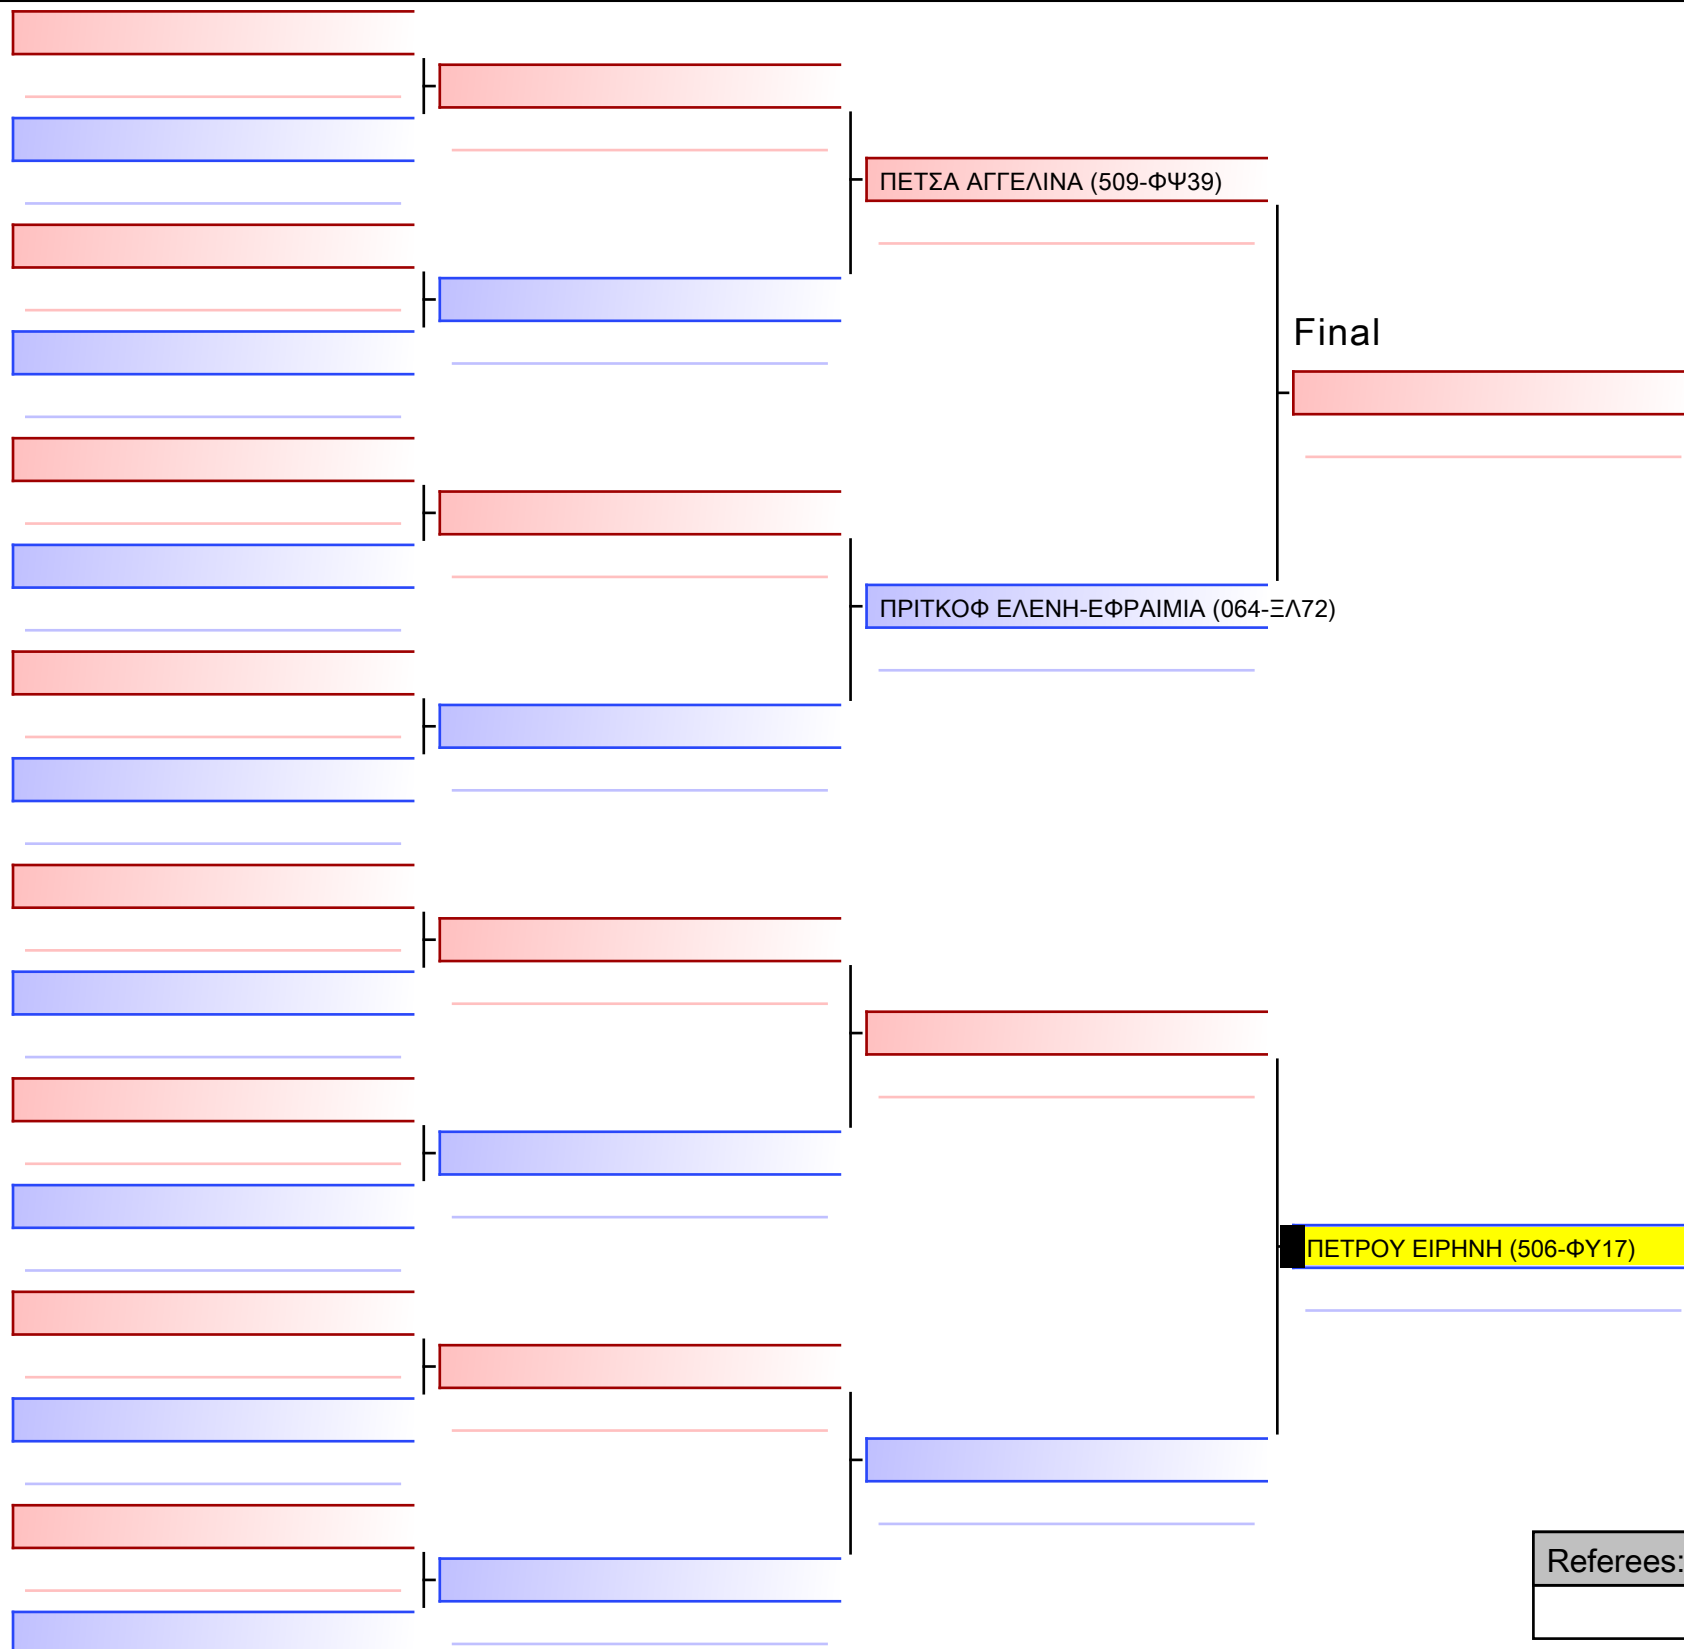 ΠΕΤΣΑ ΑΓΓΕΛΙΝΑ (509-ΦΨ39)
Final
ΠΡΙΤΚΟΦ ΕΛΕΝΗ-ΕΦΡΑΙΜΙΑ (064-ΞΛ72)
ΠΕΤΡΟΥ ΕΙΡΗΝΗ (506-ΦΥ17)
Referees: